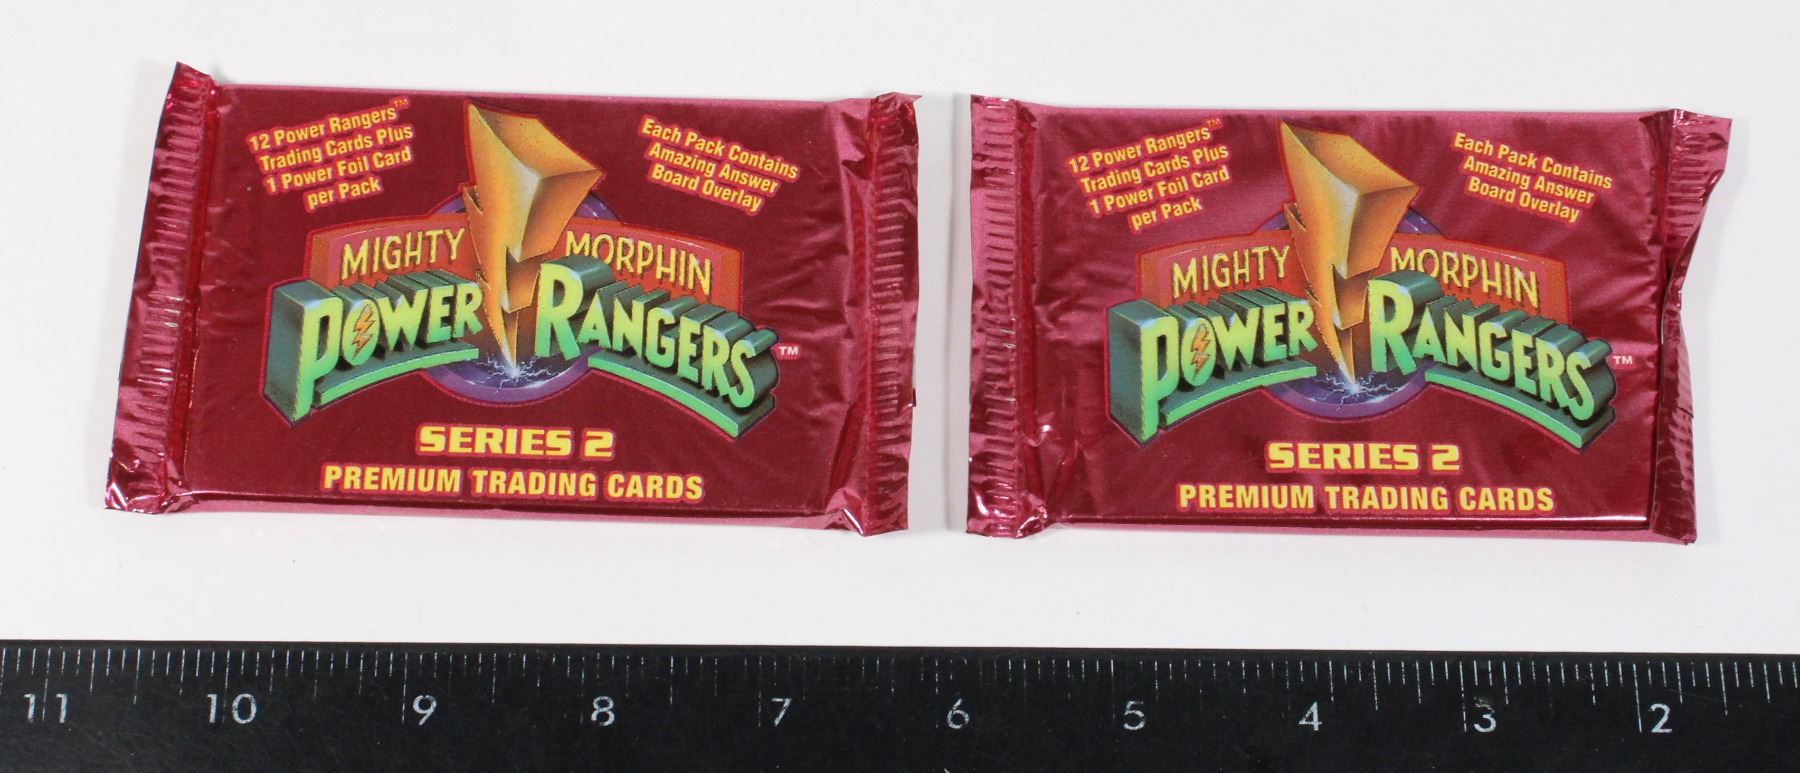 12 Power Rangers™
Trading Cards Plus
1 Power Foil Card
per Pack
Each Pack Contains
Amazing Answer
Board Overlay
MIGHTY MORPHIN
POWER RANGERS™
SERIES 2
PREMIUM TRADING CARDS
12 Power Rangers™
Trading Cards Plus
1 Power Foil Card
per Pack
Each Pack Contains
Amazing Answer
Board Overlay
MIGHTY MORPHIN
POWER RANGERS™
SERIES 2
PREMIUM TRADING CARDS
11 10 9 8 7 6 5 4 3 2